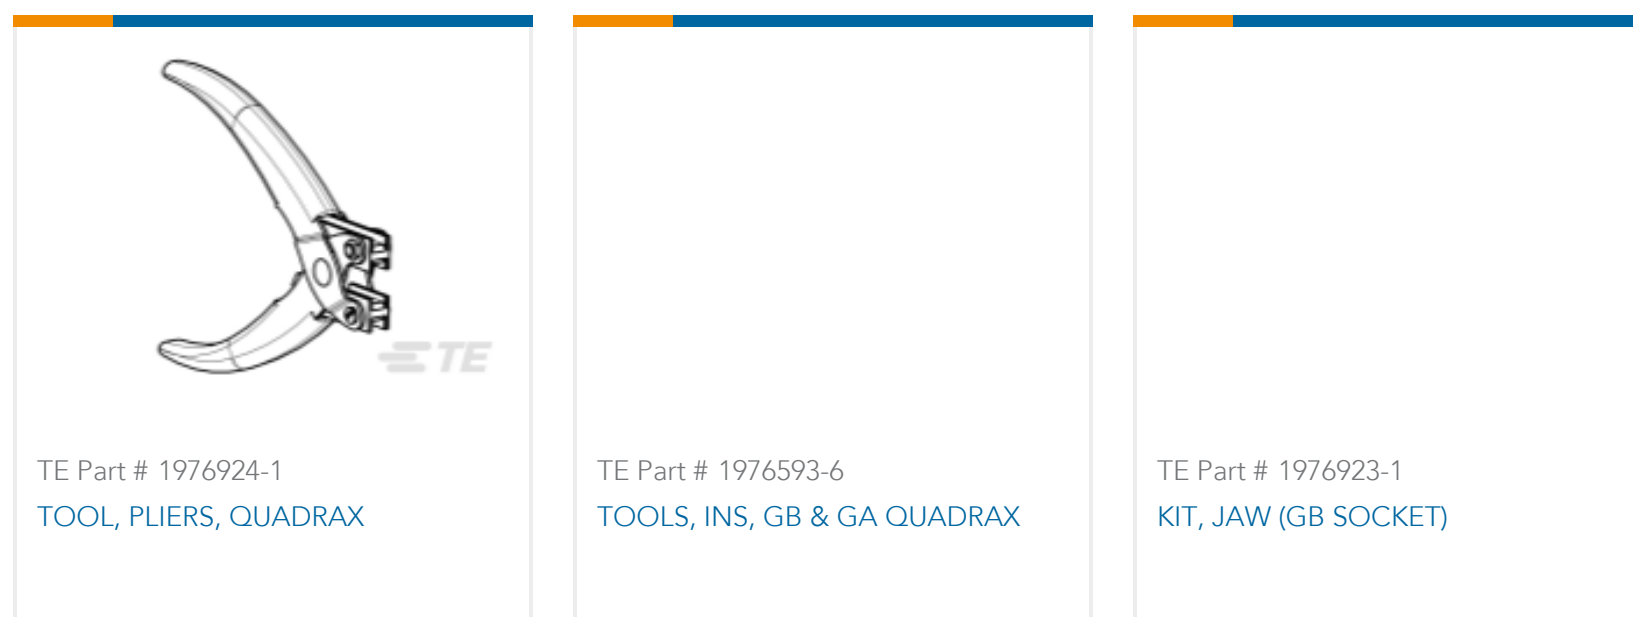 TE
TE Part # 1976924-1
TOOL, PLIERS, QUADRAX
TE Part # 1976593-6
TOOLS, INS, GB & GA QUADRAX
TE Part # 1976923-1
KIT, JAW (GB SOCKET)